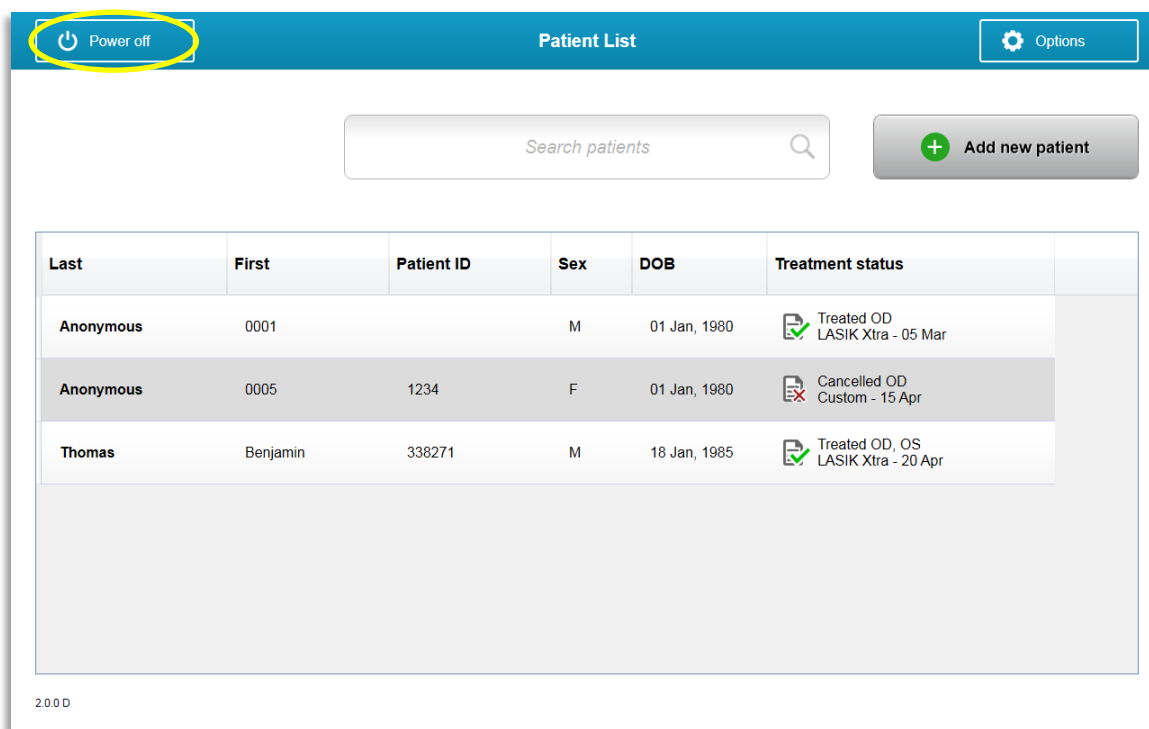 Power off
Patient List
Options
Search patients
Add new patient
Last First Patient ID Sex DOB Treatment status
Anonymous 0001 M 01 Jan, 1980 Treated OD
LASIK Xtra - 05 Mar
Anonymous 0005 1234 F 01 Jan, 1980 Cancelled OD
Custom - 15 Apr
Thomas Benjamin 338271 M 18 Jan, 1985 Treated OD, OS
LASIK Xtra - 20 Apr
2.0.0 D